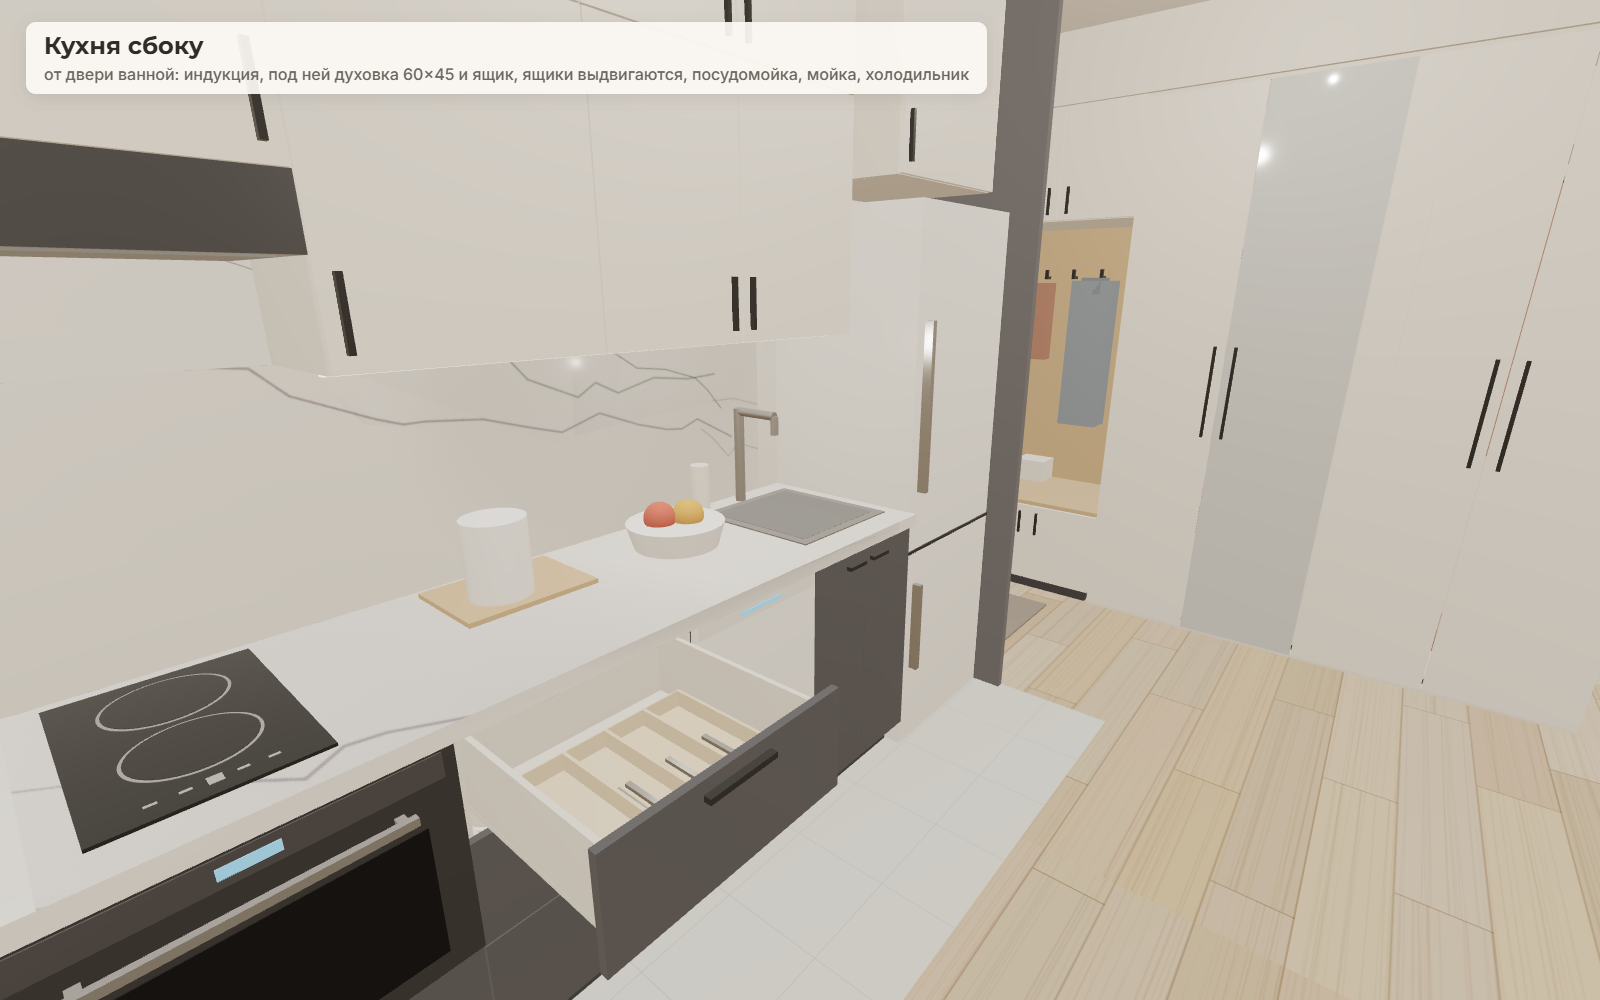 Кухня сбоку
от двери ванной: индукция, под ней духовка 60×45 и ящик, ящики выдвигаются, посудомойка, мойка, холодильник